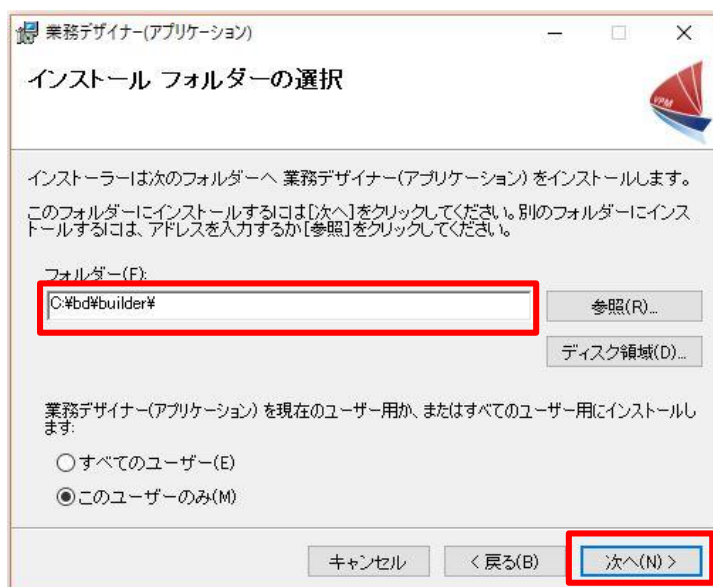 業務デザイナー(アプリケーション)
インストール フォルダーの選択
VPM
インストーラーは次のフォルダーへ 業務デザイナー(アプリケーション) をインストールします。
このフォルダーにインストールするには[次へ]をクリックしてください。別のフォルダーにインス
トールするには、アドレスを入力するか[参照]をクリックしてください。
フォルダー(F):
C:¥bd¥builder¥
参照(R)...
ディスク領域(D)...
業務デザイナー(アプリケーション) を現在のユーザー用か、またはすべてのユーザー用にインストールし
ます:
すべてのユーザー(E)
このユーザーのみ(M)
キャンセル
< 戻る(B)
次へ(N) >